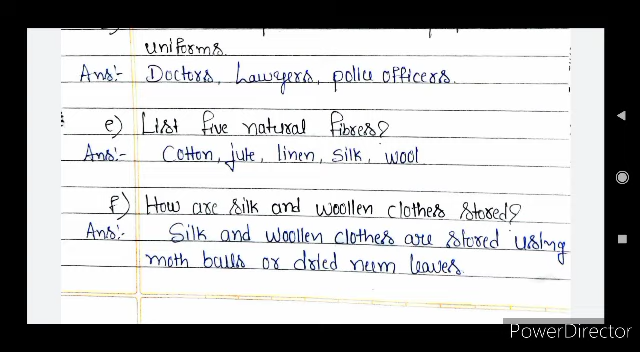 uniforms.
Ans:- Doctors, Lawyers, police officers.
e) List five natural fibres?
Ans:- Cotton, jute, linen, silk, wool
f) How are silk and woollen clothes stored?
Ans:- Silk and woollen clothes are stored using
moth balls or dried neem leaves.
PowerDirector